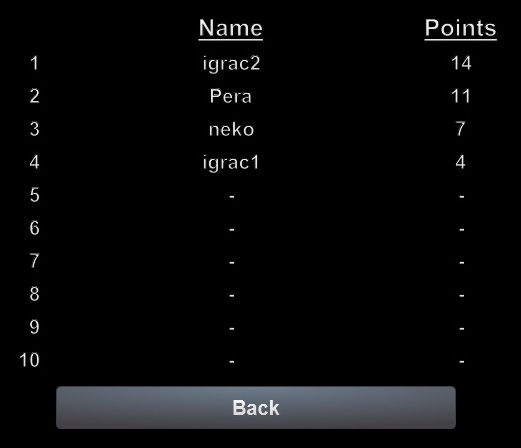 Name Points
1 igrac2 14
2 Pera 11
3 neko 7
4 igrac1 4
5 - -
6 - -
7 - -
8 - -
9 - -
10 - -
Back